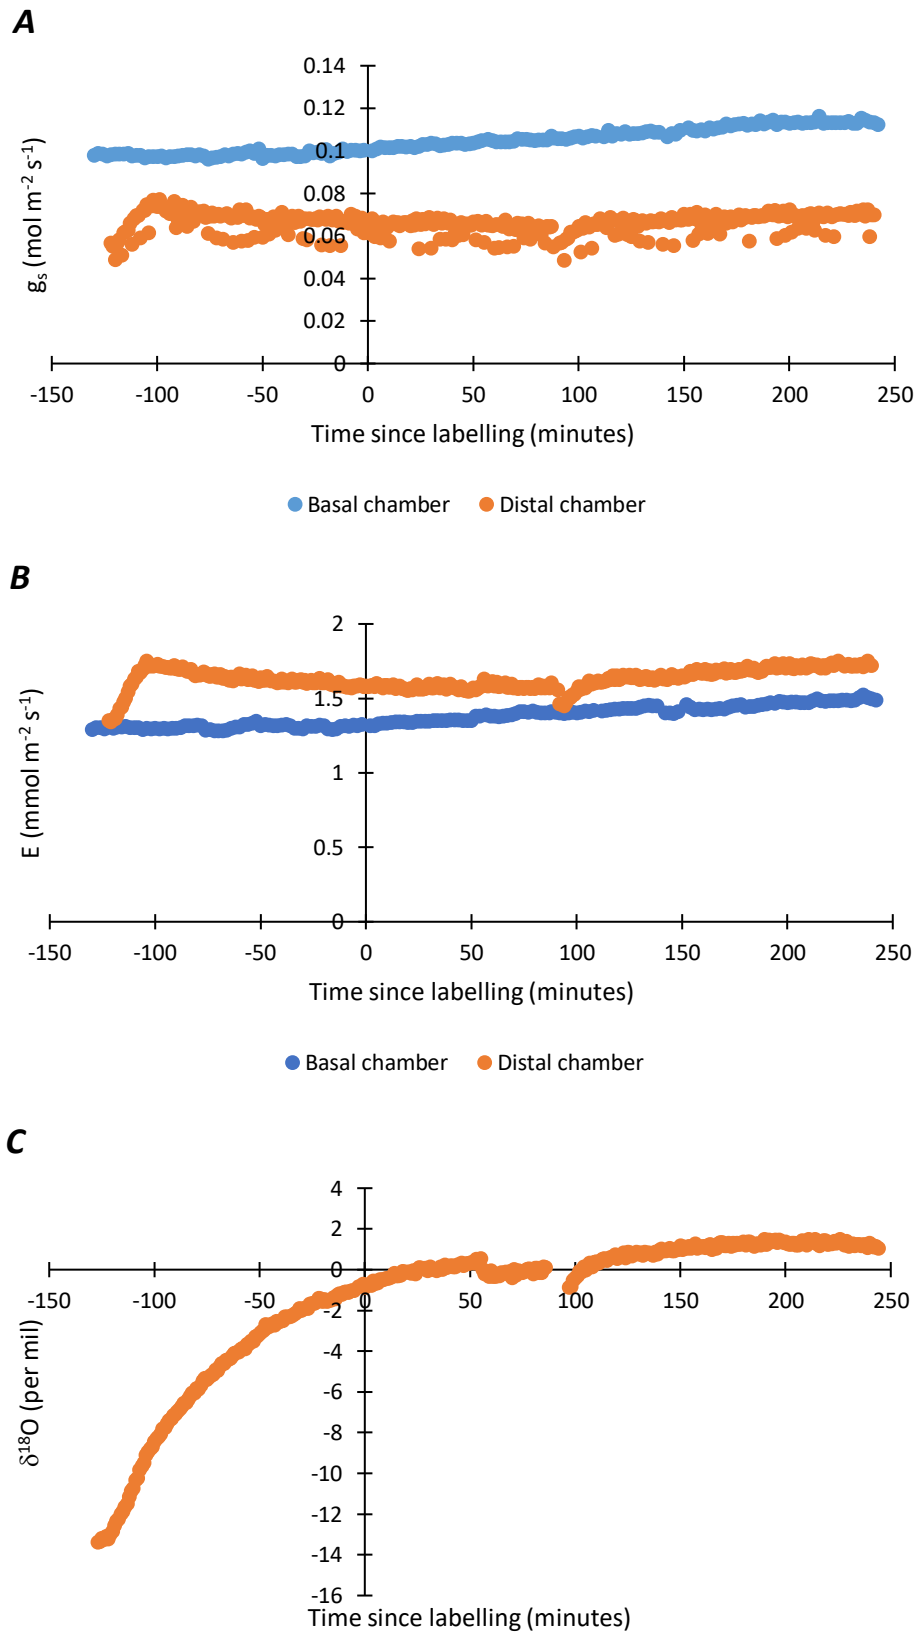 A
0.14
0.12
0.1
0.08
0.06
0.04
0.02
0
gₛ (mol m⁻² s⁻¹)
-150 -100 -50 0 50 100 150 200 250
Time since labelling (minutes)
Basal chamber Distal chamber
B
2
1.5
1
0.5
0
E (mmol m⁻² s⁻¹)
-150 -100 -50 0 50 100 150 200 250
Time since labelling (minutes)
Basal chamber Distal chamber
C
4
2
0
-150 -100 -50 0 50 100 150 200 250
-2
-4
-6
-8
-10
-12
-14
-16
δ¹⁸O (per mil)
Time since labelling (minutes)